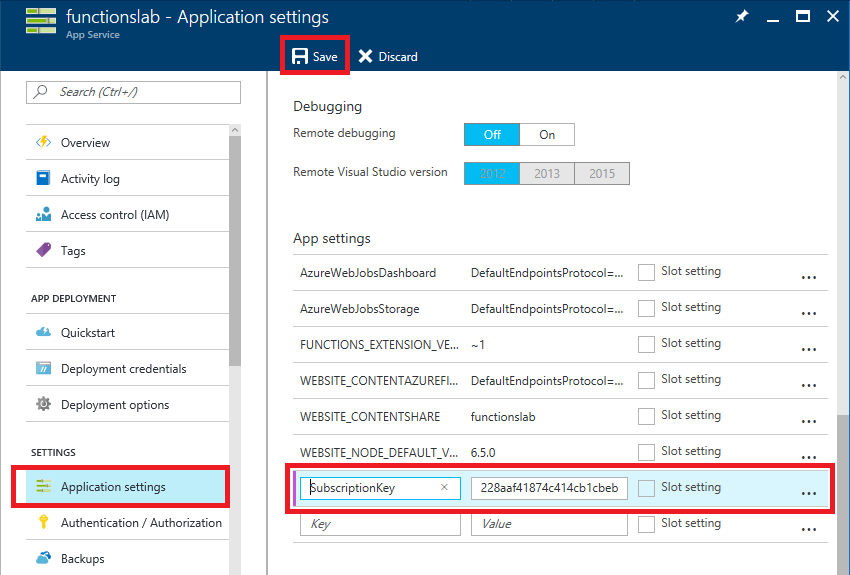 functionslab - Application settings
App Service
Save
Discard
Search (Ctrl+/)
Overview
Activity log
Access control (IAM)
Tags
APP DEPLOYMENT
Quickstart
Deployment credentials
Deployment options
SETTINGS
Application settings
Authentication / Authorization
Backups
Debugging
Remote debugging
Off
On
Remote Visual Studio version
2012
2013
2015
App settings
AzureWebJobsDashboard DefaultEndpointsProtocol=... Slot setting ...
AzureWebJobsStorage DefaultEndpointsProtocol=... Slot setting ...
FUNCTIONS_EXTENSION_VE... ~1 Slot setting ...
WEBSITE_CONTENTAZUREFI... DefaultEndpointsProtocol=... Slot setting ...
WEBSITE_CONTENTSHARE functionslab Slot setting ...
WEBSITE_NODE_DEFAULT_V... 6.5.0 Slot setting ...
SubscriptionKey 228aaf41874c414cb1cbeb Slot setting ...
Key Value Slot setting ...